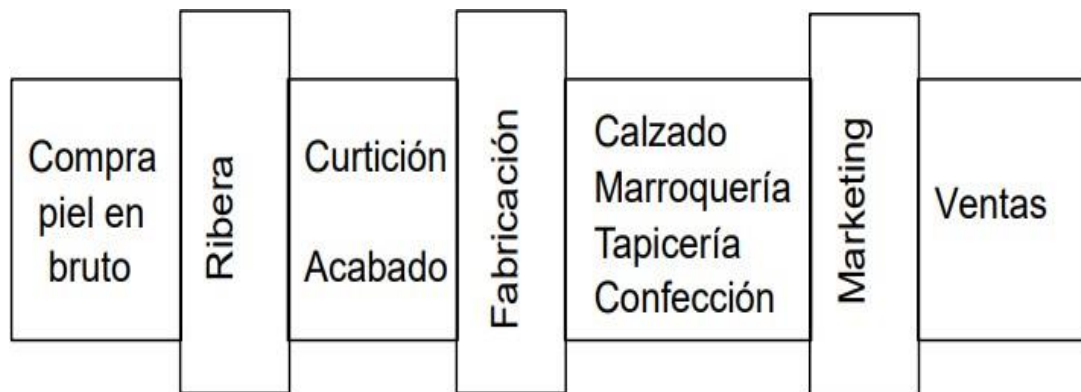 Compra
piel en
bruto
Ribera
Curtición
Acabado
Fabricación
Calzado
Marroquería
Tapicería
Confección
Marketing
Ventas